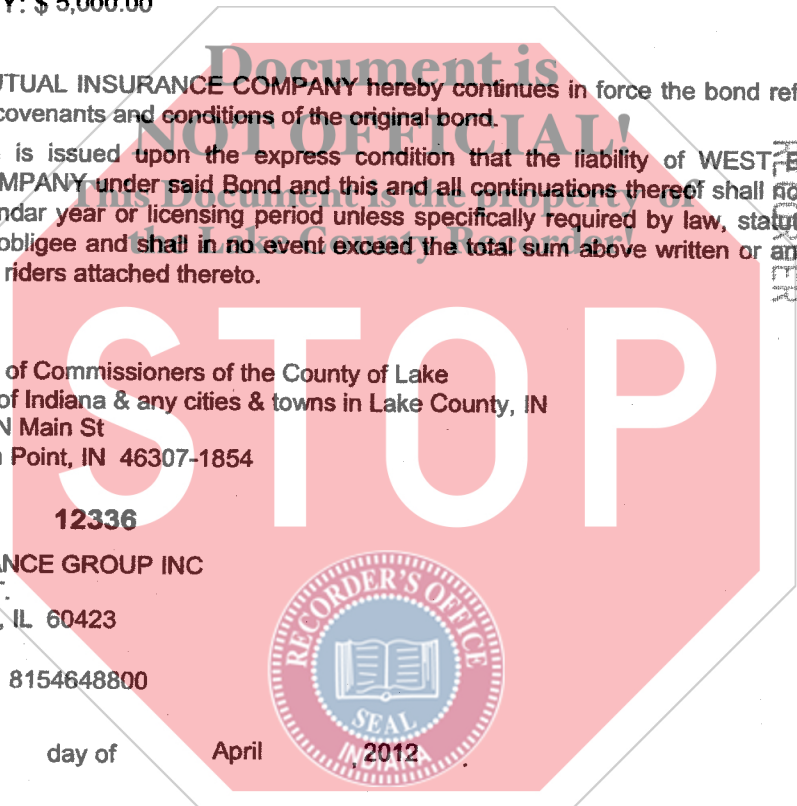 Y: $ 5,000.00
Document is
UTUAL INSURANCE COMPANY hereby continues in force the bond ref
covenants and conditions of the original bond.
NOT OFFICIAL!
is issued upon the express condition that the liability of WEST B
MPANY under said Bond and this and all continuations thereof shall no
This Document is the property of
ndar year or licensing period unless specifically required by law, statut
the Lake County Recorder!
obligee and shall in no event exceed the total sum above written or an
riders attached thereto.
RECORDER
STOP
of Commissioners of the County of Lake
of Indiana & any cities & towns in Lake County, IN
N Main St
Point, IN 46307-1854
12336
ANCE GROUP INC
T.
, IL 60423
8154648800
RECORDER'S OFFICE
SEAL
INDIANA
day of April , 2012 .